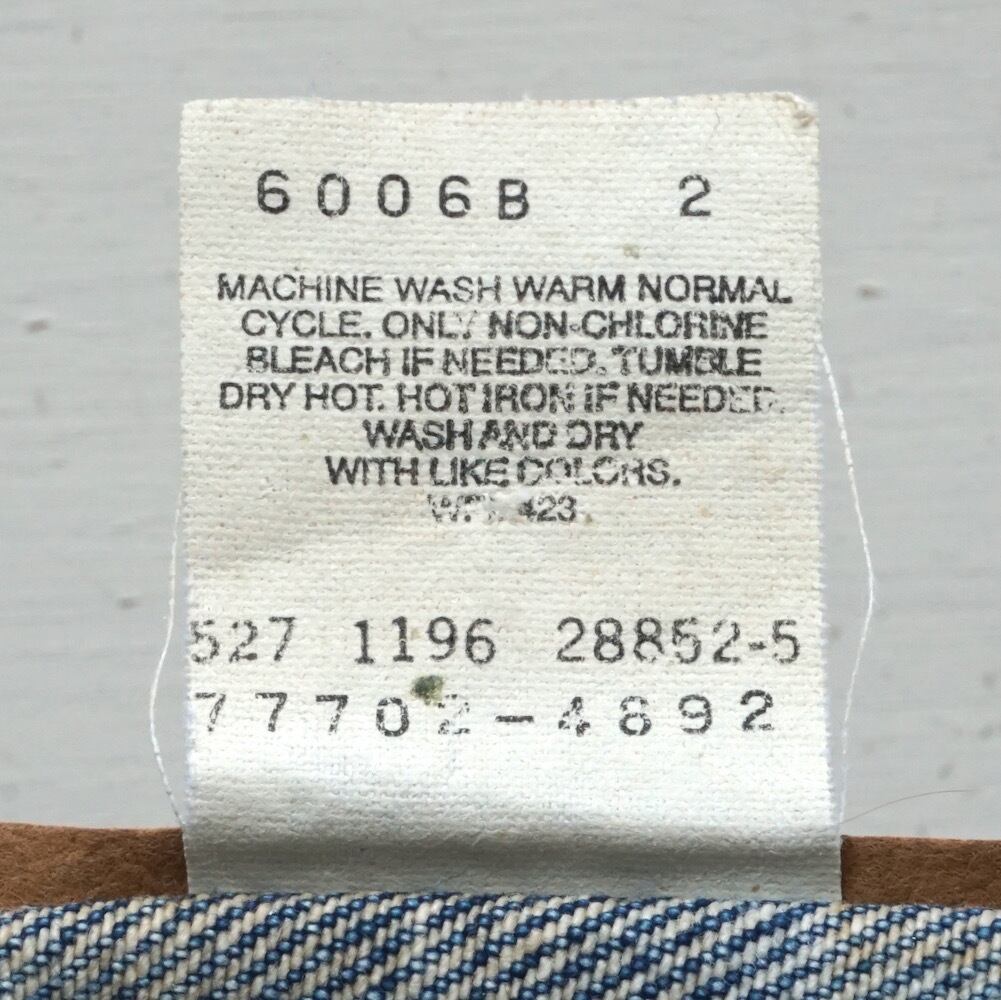 6006B 2
MACHINE WASH WARM NORMAL
CYCLE. ONLY NON-CHLORINE
BLEACH IF NEEDED. TUMBLE
DRY HOT. HOT IRON IF NEEDED.
WASH AND DRY
WITH LIKE COLORS.
WPL 423
527 1196 28852-5
77702-4892